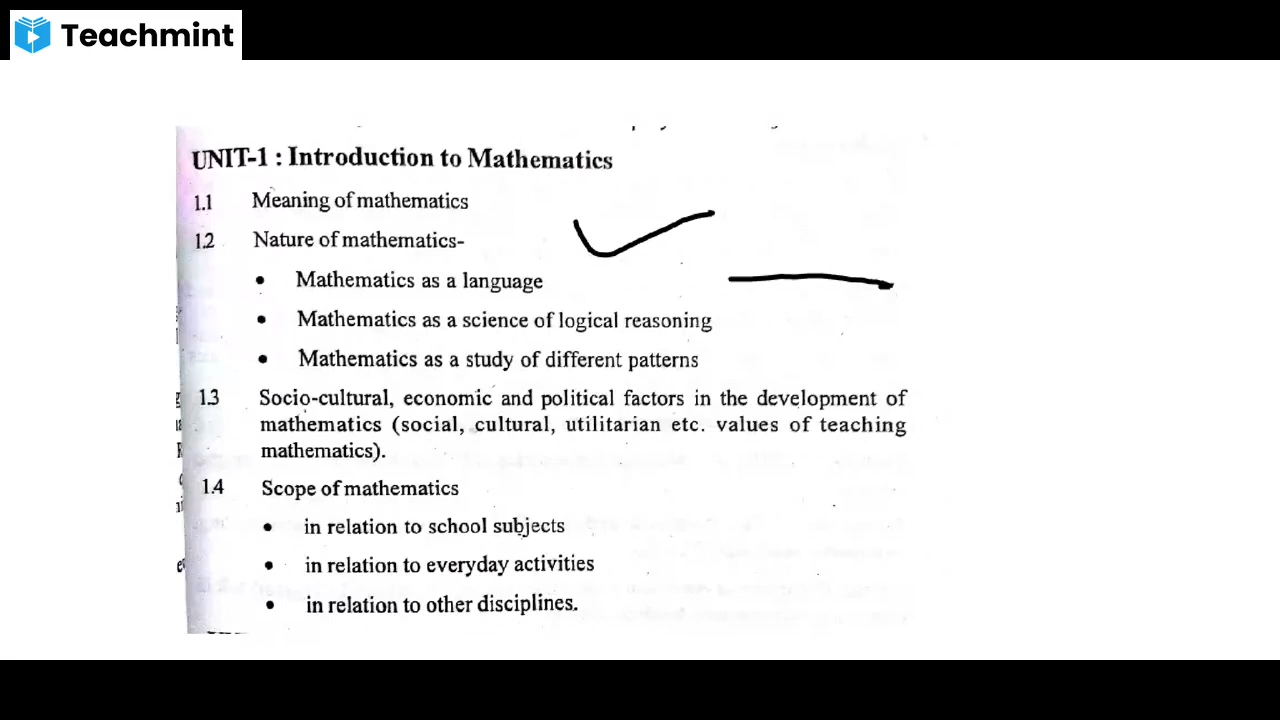 Teachmint
UNIT-1 : Introduction to Mathematics
1.1 Meaning of mathematics
1.2 Nature of mathematics-
• Mathematics as a language
• Mathematics as a science of logical reasoning
• Mathematics as a study of different patterns
1.3 Socio-cultural, economic and political factors in the development of
mathematics (social, cultural, utilitarian etc. values of teaching
mathematics).
1.4 Scope of mathematics
• in relation to school subjects
• in relation to everyday activities
• in relation to other disciplines.